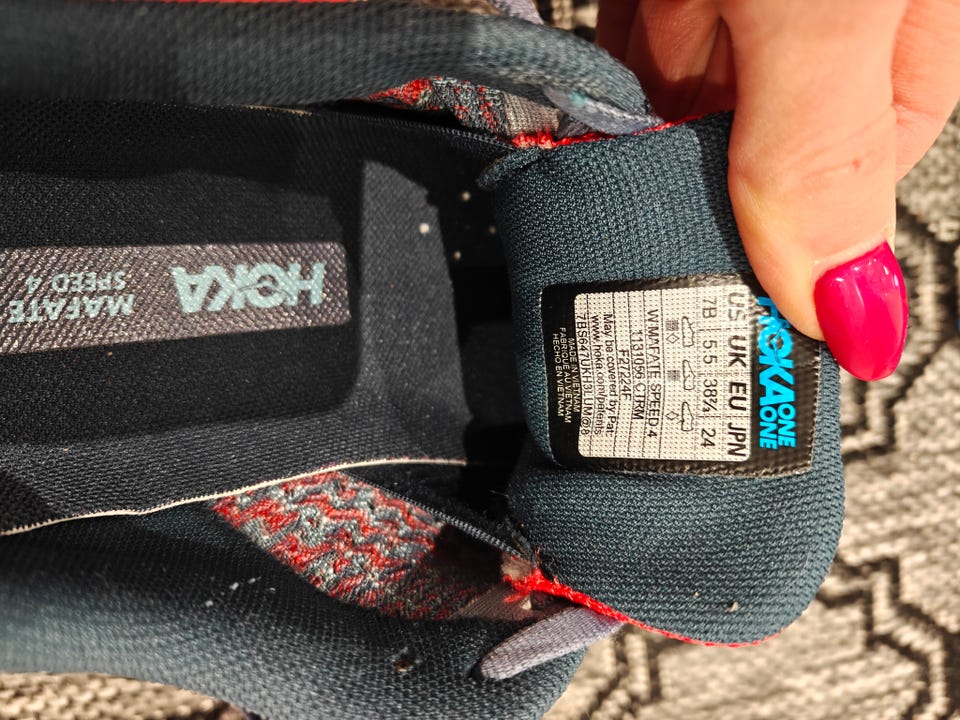 HOKA
MAFATE
SPEED 4
HOKA ONE ONE
US UK EU JPN
7B 5.5 38⅔ 24
W MAFATE SPEED 4
1131056 CTRM
F27224F
May be covered by Pat:
www.hoka.com/patents
MADE IN VIETNAM
FABRIQUÉ AU VIETNAM
HECHO EN VIETNAM